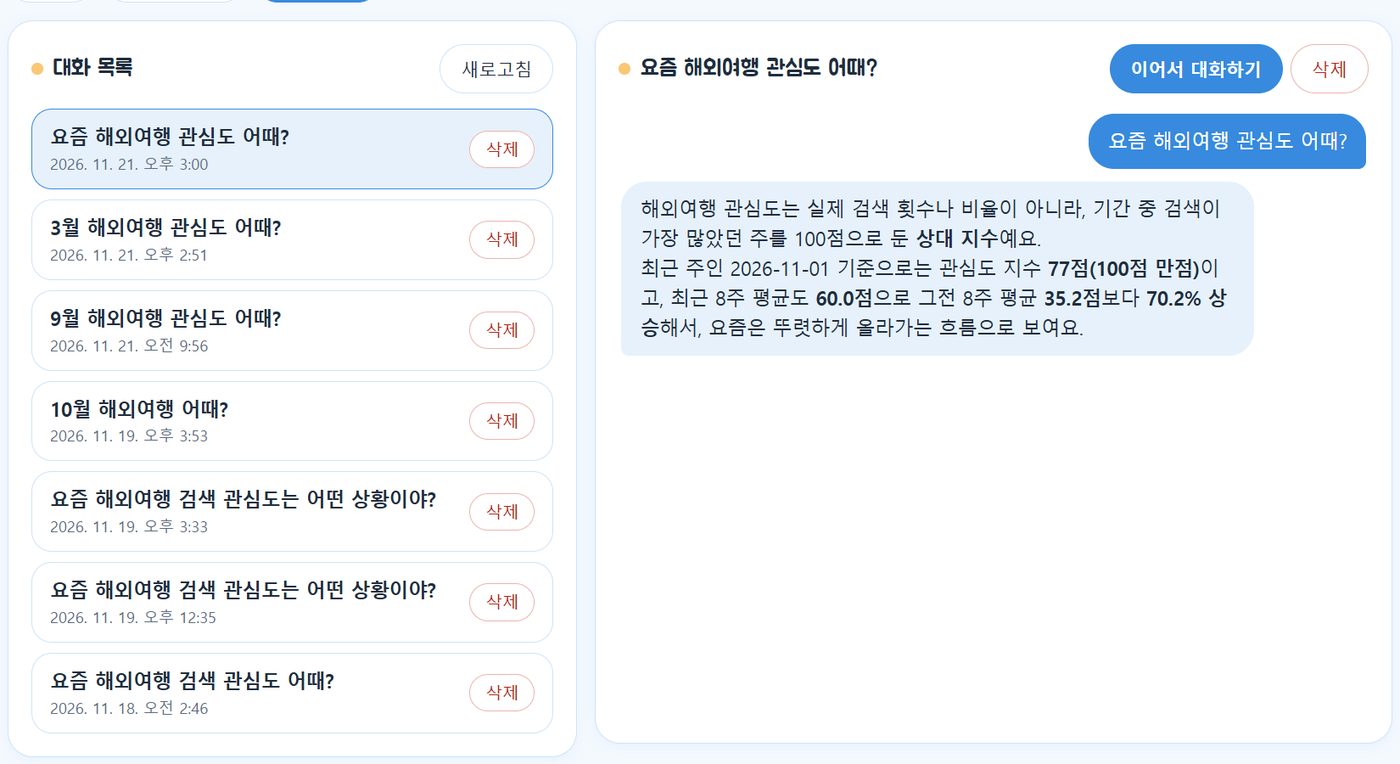 대화 목록
새로고침
요즘 해외여행 관심도 어때?
2026. 11. 21. 오후 3:00
삭제
3월 해외여행 관심도 어때?
2026. 11. 21. 오후 2:51
삭제
9월 해외여행 관심도 어때?
2026. 11. 21. 오전 9:56
삭제
10월 해외여행 어때?
2026. 11. 19. 오후 3:53
삭제
요즘 해외여행 검색 관심도는 어떤 상황이야?
2026. 11. 19. 오후 3:33
삭제
요즘 해외여행 검색 관심도는 어떤 상황이야?
2026. 11. 19. 오후 12:35
삭제
요즘 해외여행 검색 관심도 어때?
2026. 11. 18. 오전 2:46
삭제
요즘 해외여행 관심도 어때?
이어서 대화하기
삭제
요즘 해외여행 관심도 어때?
해외여행 관심도는 실제 검색 횟수나 비율이 아니라, 기간 중 검색이
가장 많았던 주를 100점으로 둔 상대 지수예요.
최근 주인 2026-11-01 기준으로는 관심도 지수 77점(100점 만점)이
고, 최근 8주 평균도 60.0점으로 그전 8주 평균 35.2점보다 70.2% 상
승해서, 요즘은 뚜렷하게 올라가는 흐름으로 보여요.